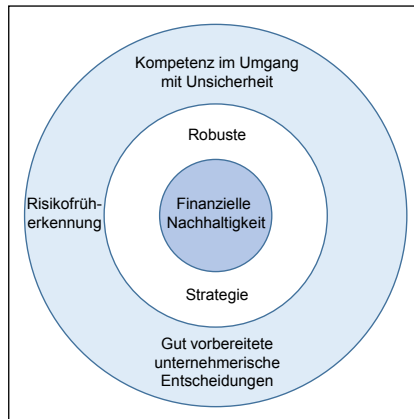 Kompetenz im Umgang
mit Unsicherheit
Robuste
Risikofrüh-
erkennung
Finanzielle
Nachhaltigkeit
Strategie
Gut vorbereitete
unternehmerische
Entscheidungen